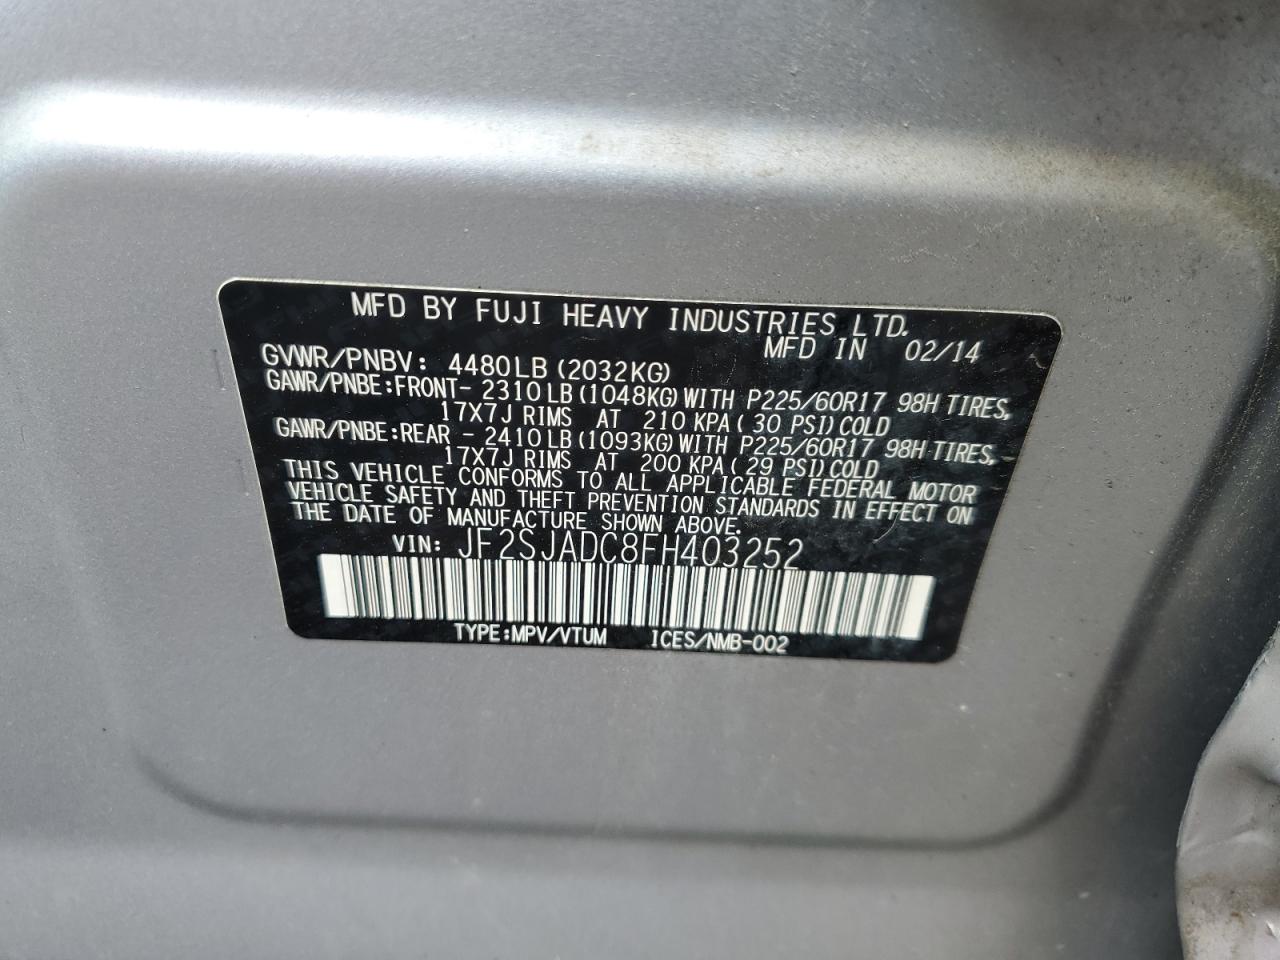 MFD BY FUJI HEAVY INDUSTRIES LTD.
MFD IN 02/14
GVWR/PNBV: 4480LB (2032KG)
GAWR/PNBE:FRONT- 2310LB (1048KG) WITH P225/60R17 98H TIRES,
17X7J RIMS AT 210 KPA ( 30 PSI) COLD
GAWR/PNBE:REAR - 2410LB (1093KG) WITH P225/60R17 98H TIRES,
17X7J RIMS AT 200 KPA ( 29 PSI) COLD
THIS VEHICLE CONFORMS TO ALL APPLICABLE FEDERAL MOTOR
VEHICLE SAFETY AND THEFT PREVENTION STANDARDS IN EFFECT ON
THE DATE OF MANUFACTURE SHOWN ABOVE.
VIN: JF2SJADC8FH403252
TYPE:MPV/VTUM ICES/NMB-002